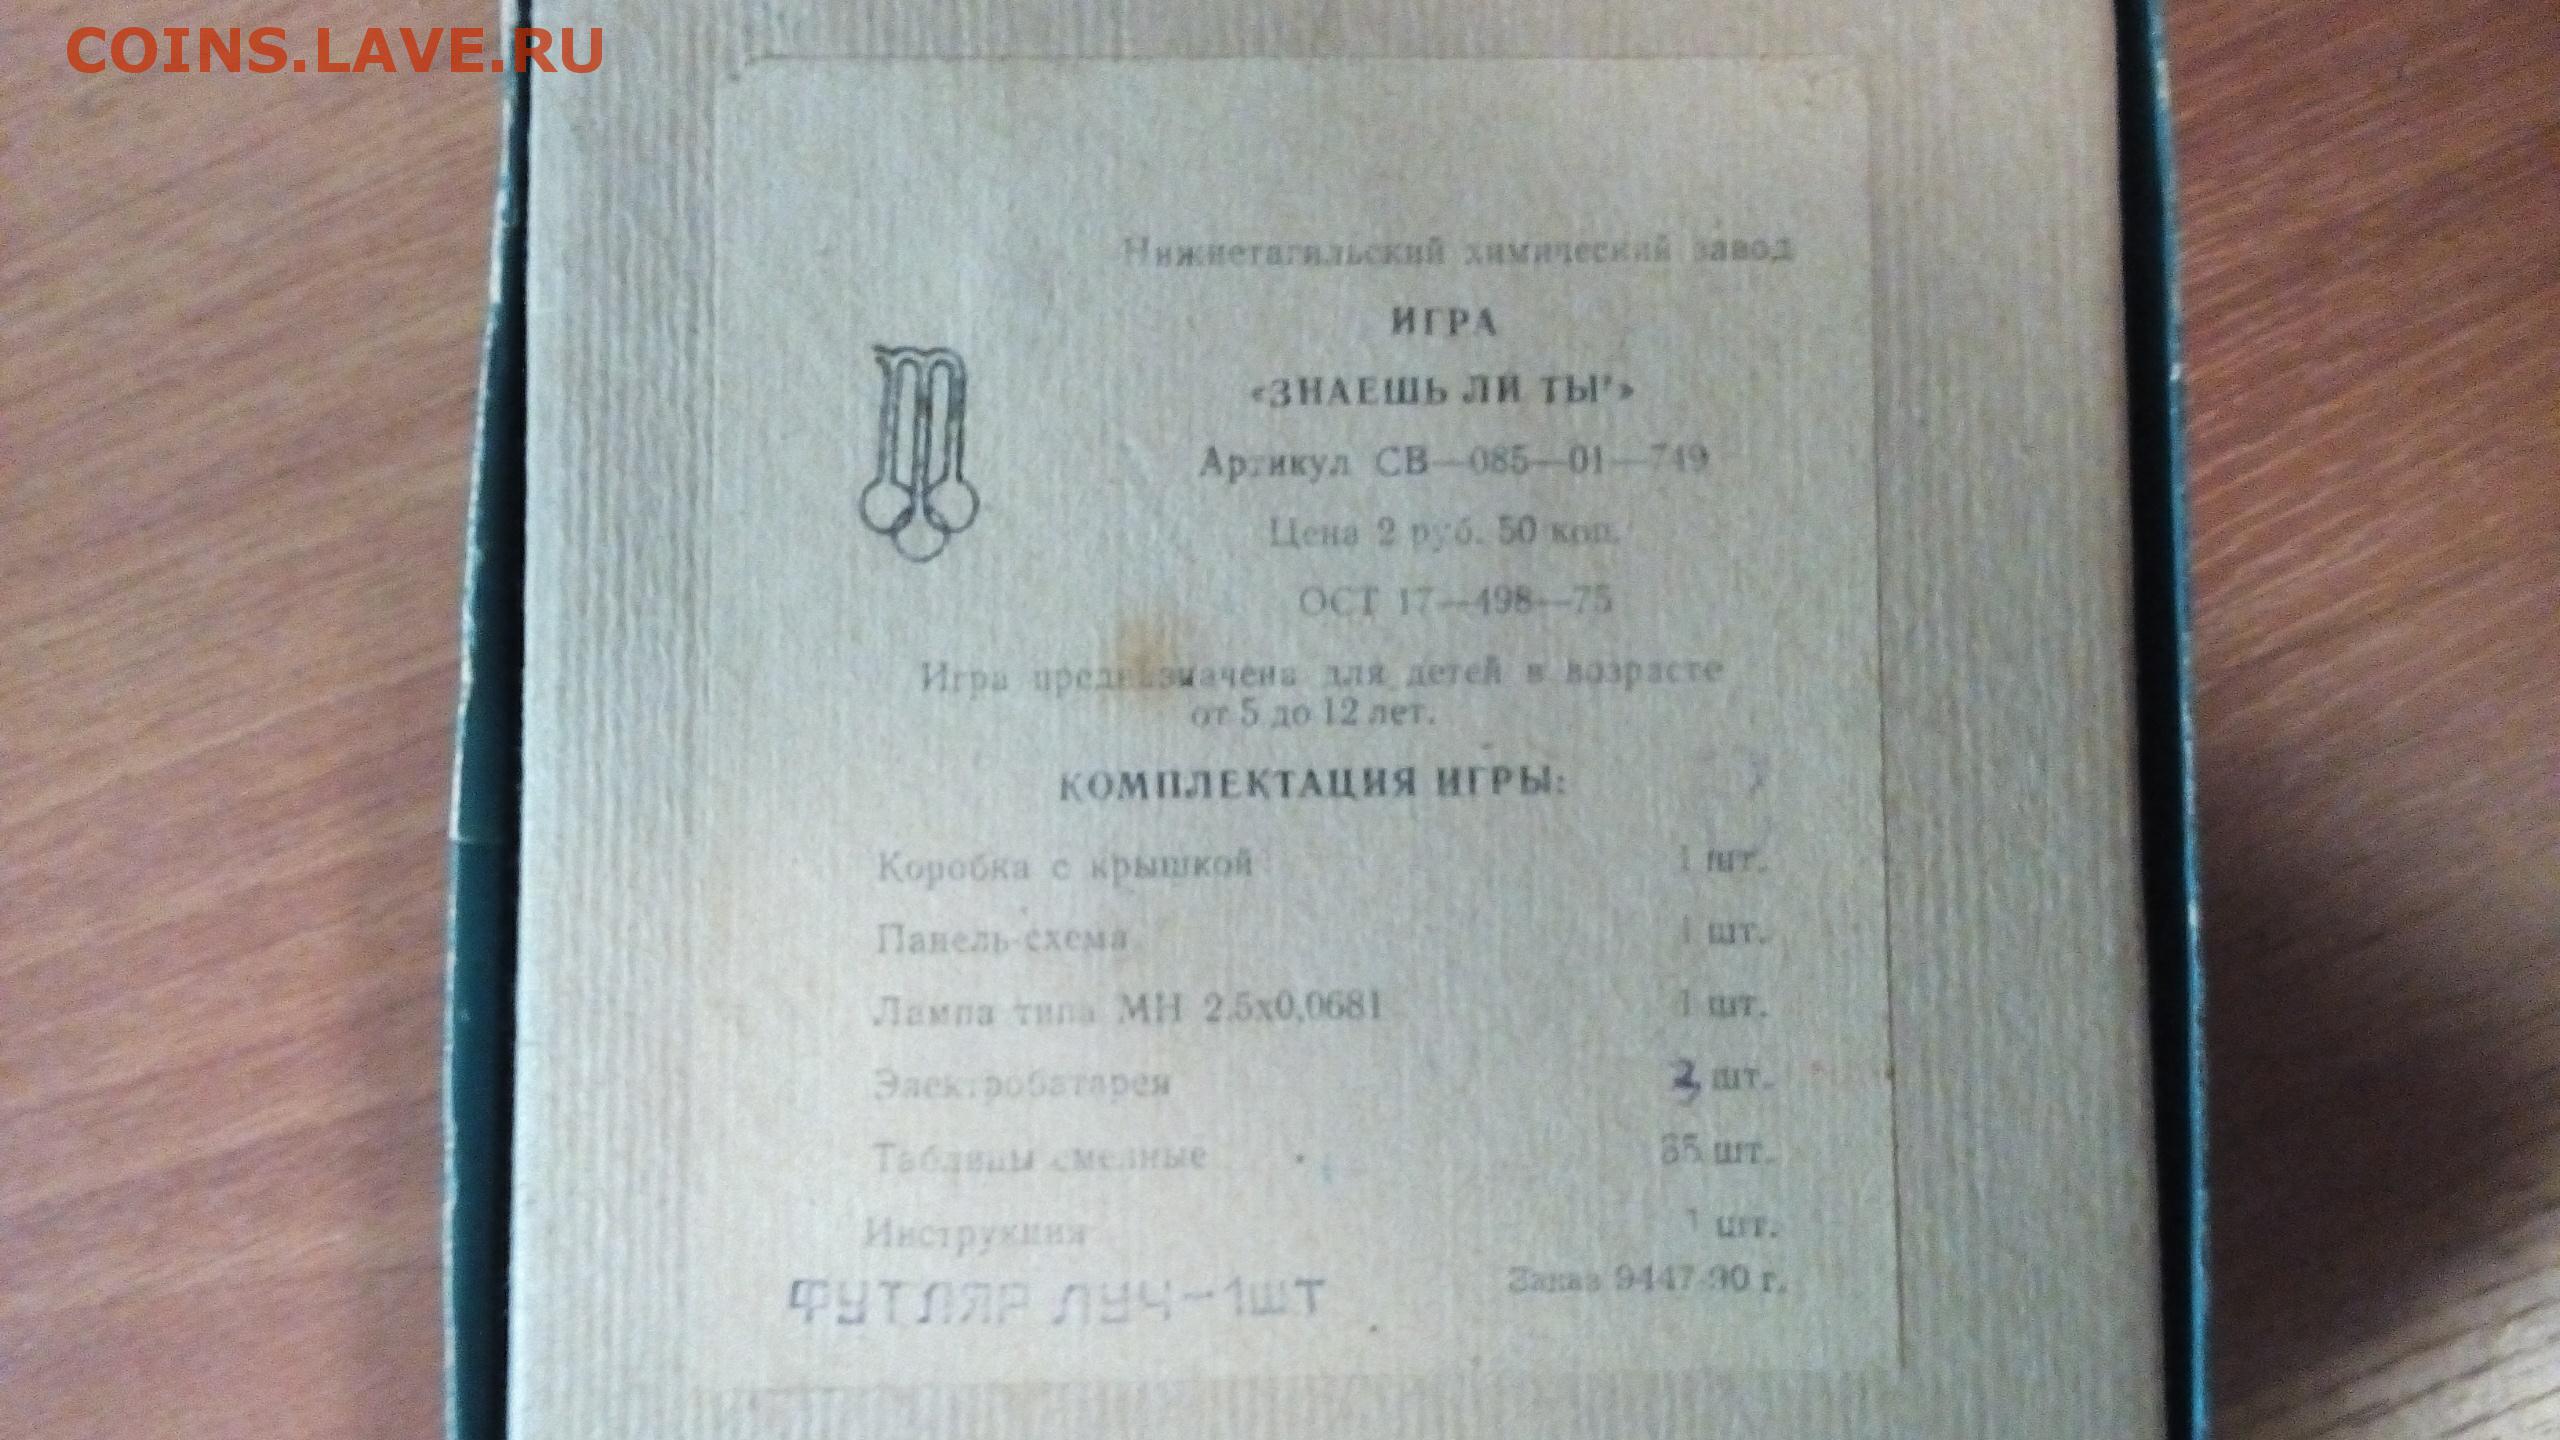 COINS.LAVE.RU
Нижнетагильский химический завод
ИГРА
«ЗНАЕШЬ ЛИ ТЫ?»
Артикул СВ—085—01—749
Цена 2 руб. 50 коп.
ОСТ 17—498—75
Игра предназначена для детей в возрасте
от 5 до 12 лет.
КОМПЛЕКТАЦИЯ ИГРЫ:
Коробка с крышкой 1 шт.
Панель-схема 1 шт.
Лампа типа МН 2,5х0,0681 1 шт.
Электробатарея 3 шт.
Таблицы сменные шт.
Инструкция 1 шт.
Заказ 9447-90 г.
ФУТЛЯР ЛУЧ-1ШТ